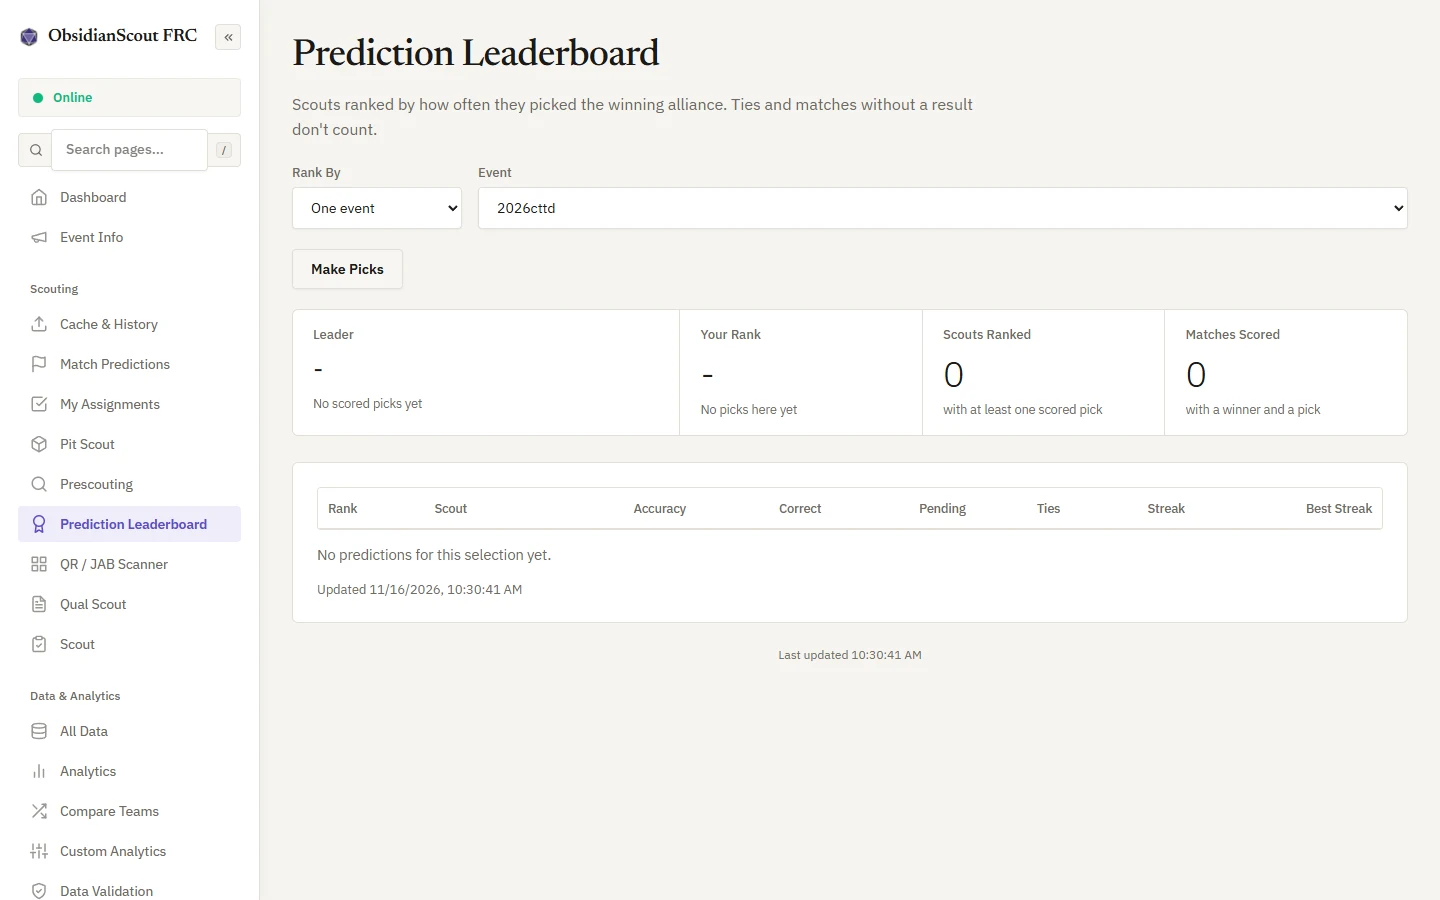 ObsidianScout FRC
«
Online
Search pages...
/
Dashboard
Event Info
Scouting
Cache & History
Match Predictions
My Assignments
Pit Scout
Prescouting
Prediction Leaderboard
QR / JAB Scanner
Qual Scout
Scout
Data & Analytics
All Data
Analytics
Compare Teams
Custom Analytics
Data Validation
Prediction Leaderboard
Scouts ranked by how often they picked the winning alliance. Ties and matches without a result
don't count.
Rank By
Event
One event
2026cttd
Make Picks
Leader
-
No scored picks yet
Your Rank
-
No picks here yet
Scouts Ranked
0
with at least one scored pick
Matches Scored
0
with a winner and a pick
Rank Scout Accuracy Correct Pending Ties Streak Best Streak
No predictions for this selection yet.
Updated 11/16/2026, 10:30:41 AM
Last updated 10:30:41 AM